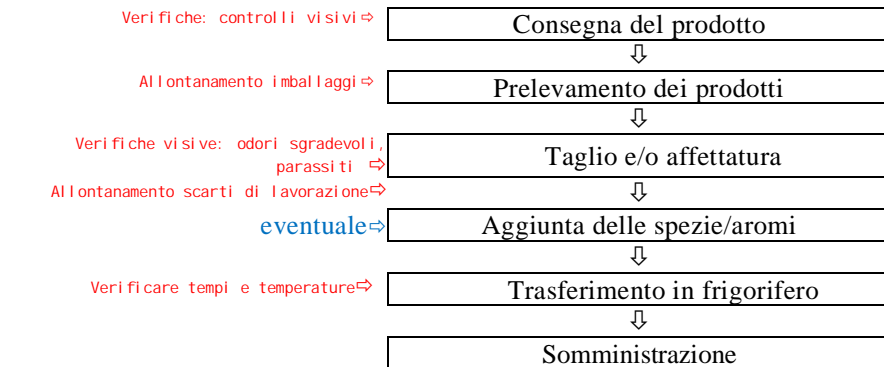 Verifiche: controlli visivi⇨
Consegna del prodotto
⇩
Allontanamento imballaggi⇨
Prelevamento dei prodotti
⇩
Verifiche visive: odori sgradevoli,
parassiti ⇨
Taglio e/o affettatura
Allontanamento scarti di lavorazione⇨
⇩
eventuale⇨
Aggiunta delle spezie/aromi
⇩
Verificare tempi e temperature⇨
Trasferimento in frigorifero
⇩
Somministrazione